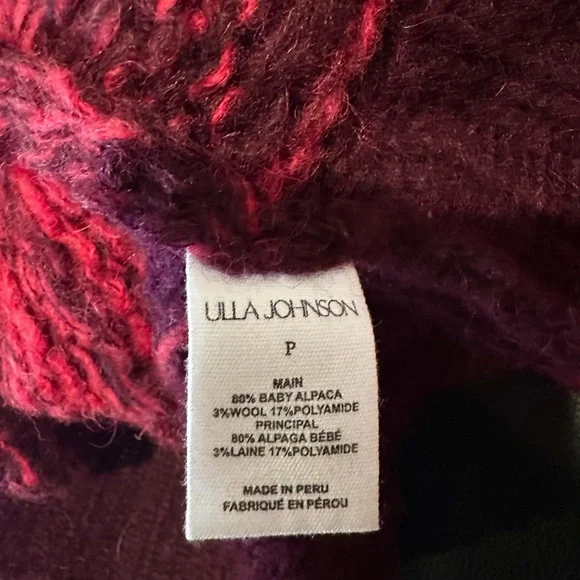 ULLA JOHNSON
P
MAIN
80% BABY ALPACA
3%WOOL 17%POLYAMIDE
PRINCIPAL
80% ALPAGA BÉBÉ
3%LAINE 17%POLYAMIDE
MADE IN PERU
FABRIQUÉ EN PÉROU